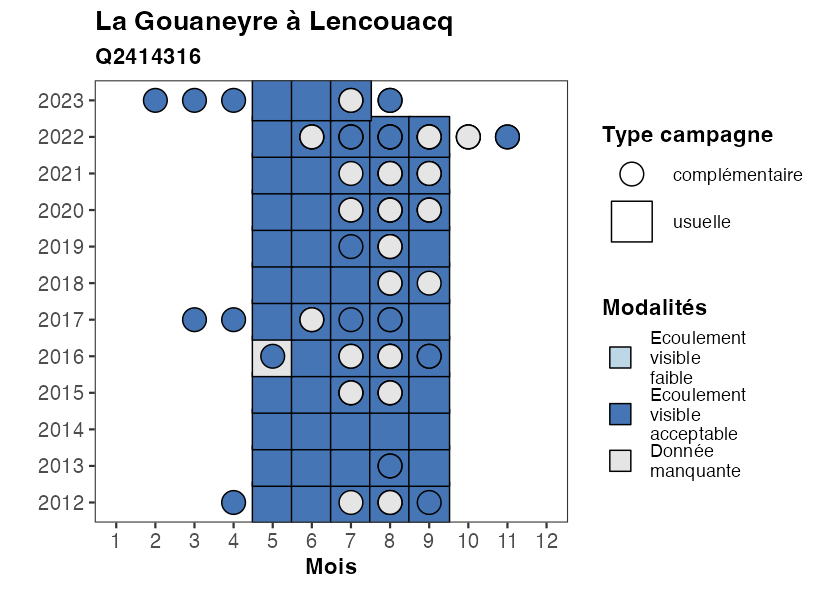 La Gouaneyre à Lencouacq
Q2414316
2023
2022
2021
2020
2019
2018
2017
2016
2015
2014
2013
2012
1 2 3 4 5 6 7 8 9 10 11 12
Mois
Type campagne
complémentaire
usuelle
Modalités
Ecoulement
visible
faible
Ecoulement
visible
acceptable
Donnée
manquante